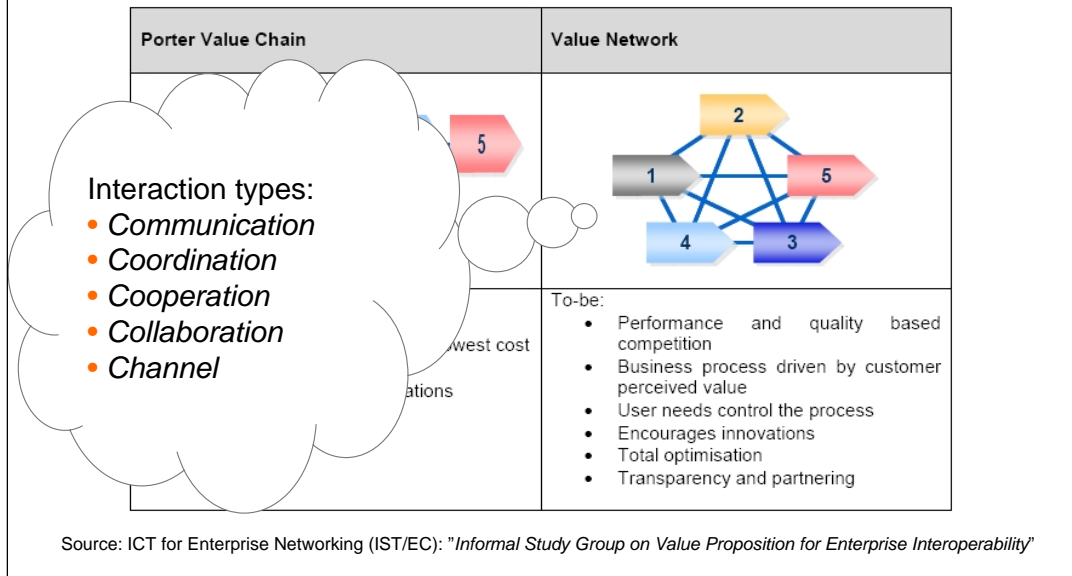 Porter Value Chain
Value Network
5
2
1
5
4
3
Interaction types:
• Communication
• Coordination
• Cooperation
• Collaboration
• Channel
west cost
ations
To-be:
• Performance and quality based
competition
• Business process driven by customer
perceived value
• User needs control the process
• Encourages innovations
• Total optimisation
• Transparency and partnering
Source: ICT for Enterprise Networking (IST/EC): ”Informal Study Group on Value Proposition for Enterprise Interoperability”